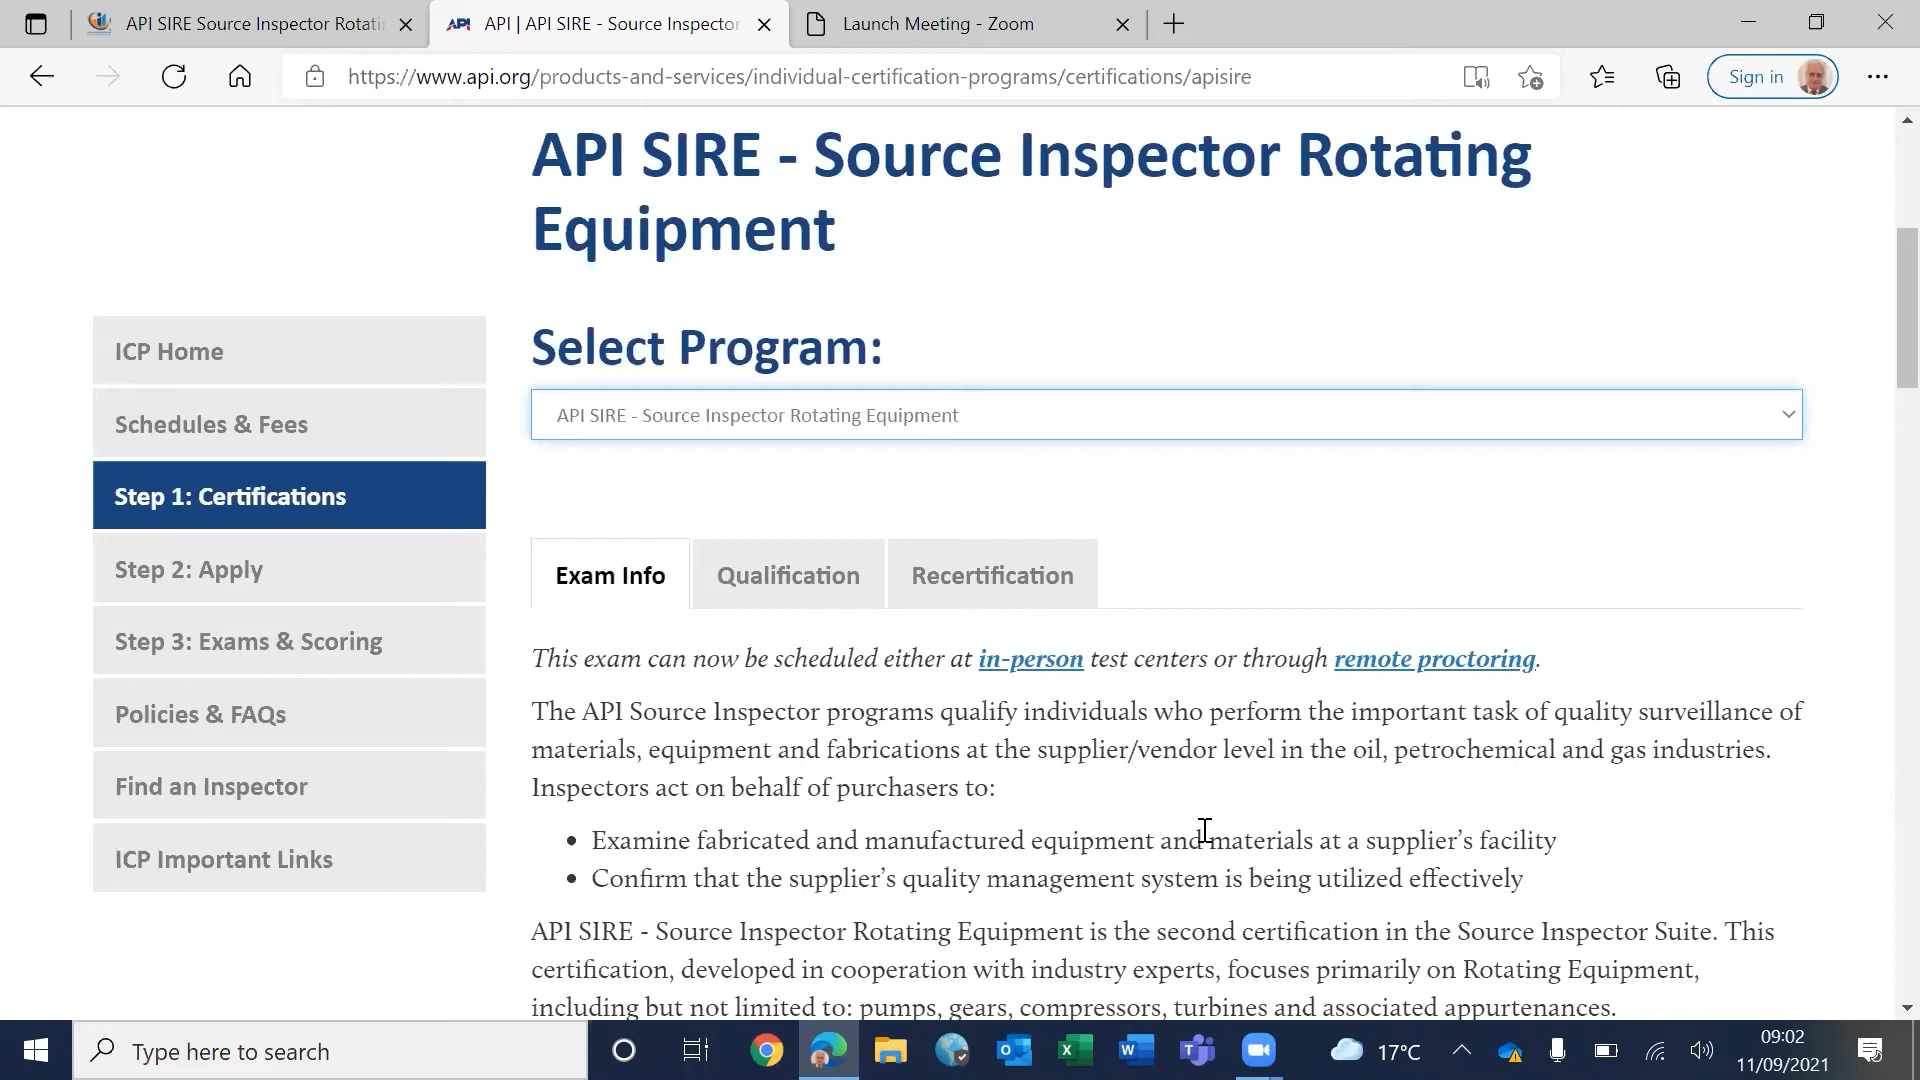 API SIRE Source Inspector Rotati
API
API | API SIRE - Source Inspector
Launch Meeting - Zoom
https://www.api.org/products-and-services/individual-certification-programs/certifications/apisire
Sign in
API SIRE - Source Inspector Rotating
Equipment
Select Program:
API SIRE - Source Inspector Rotating Equipment
ICP Home
Schedules & Fees
Step 1: Certifications
Step 2: Apply
Step 3: Exams & Scoring
Policies & FAQs
Find an Inspector
ICP Important Links
Exam Info
Qualification
Recertification
This exam can now be scheduled either at in-person test centers or through remote proctoring.
The API Source Inspector programs qualify individuals who perform the important task of quality surveillance of
materials, equipment and fabrications at the supplier/vendor level in the oil, petrochemical and gas industries.
Inspectors act on behalf of purchasers to:
• Examine fabricated and manufactured equipment and materials at a supplier’s facility
• Confirm that the supplier’s quality management system is being utilized effectively
API SIRE - Source Inspector Rotating Equipment is the second certification in the Source Inspector Suite. This
certification, developed in cooperation with industry experts, focuses primarily on Rotating Equipment,
including but not limited to: pumps, gears, compressors, turbines and associated appurtenances.
Type here to search
17°C
09:02
11/09/2021